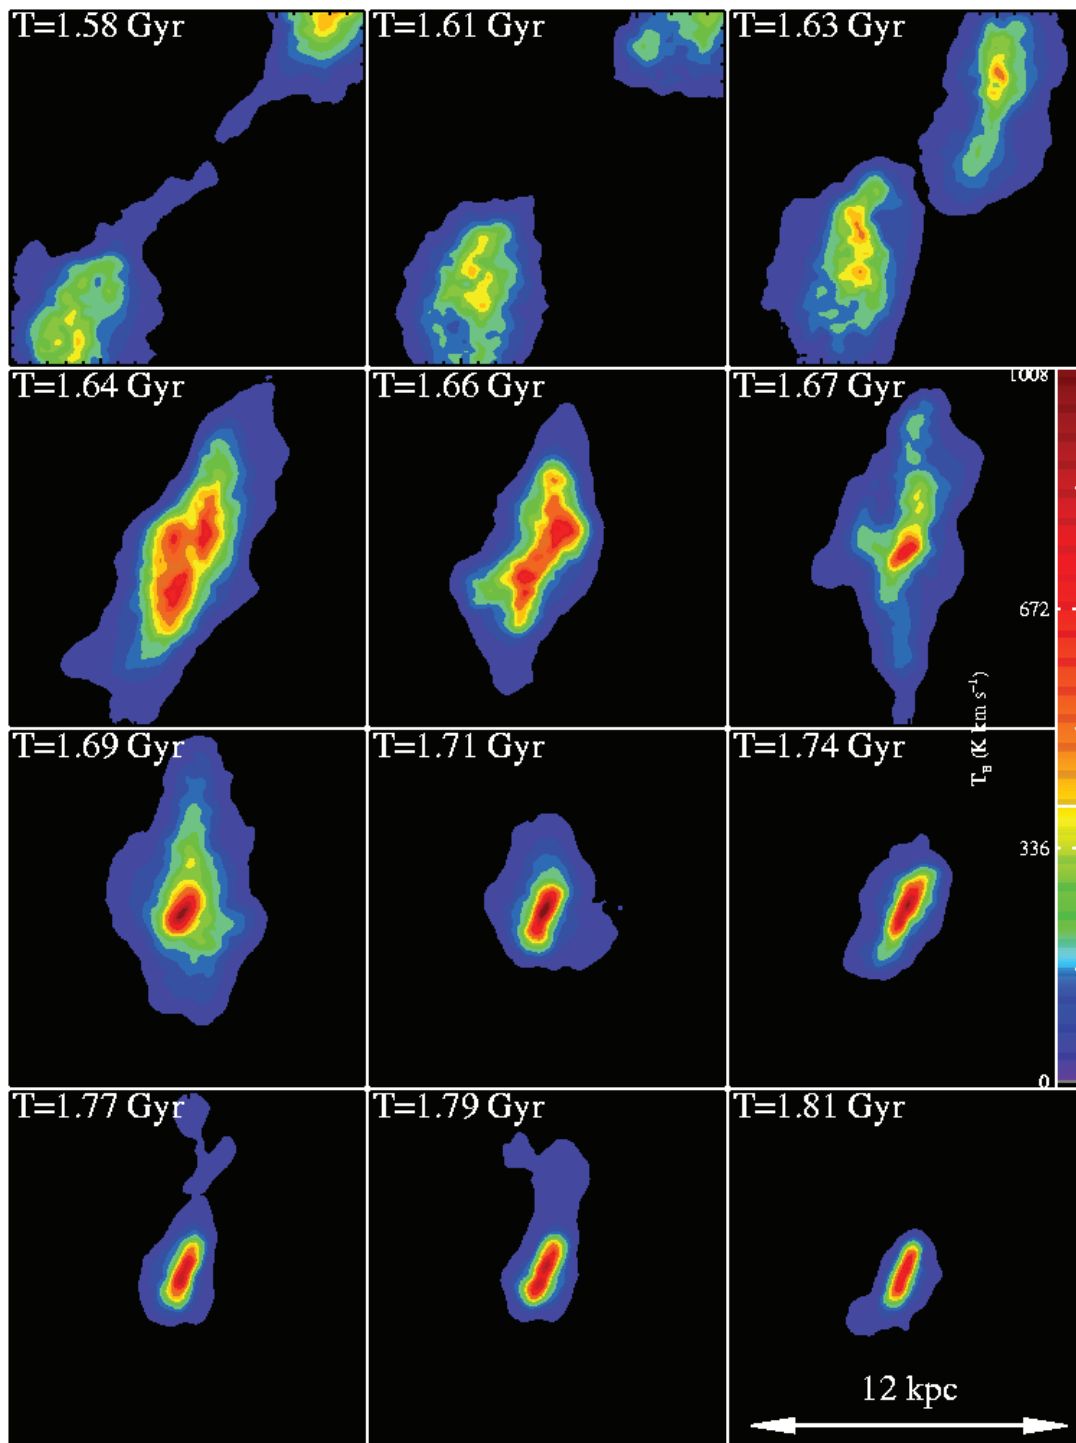 T=1.58 Gyr
T=1.61 Gyr
T=1.63 Gyr
T=1.64 Gyr
T=1.66 Gyr
T=1.67 Gyr
1008
672
T_B (K km s⁻¹)
336
0
T=1.69 Gyr
T=1.71 Gyr
T=1.74 Gyr
T=1.77 Gyr
T=1.79 Gyr
T=1.81 Gyr
12 kpc